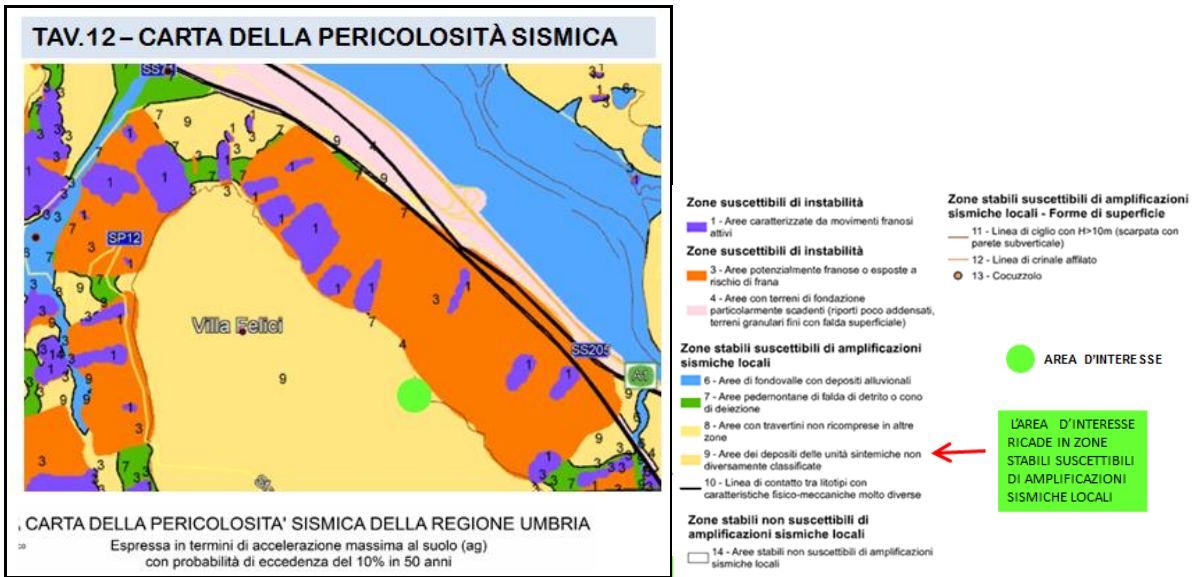 TAV.12 – CARTA DELLA PERICOLOSITÀ SISMICA
SS71
SP12
Villa Felici
SS205
A1
, CARTA DELLA PERICOLOSITA' SISMICA DELLA REGIONE UMBRIA
Espressa in termini di accelerazione massima al suolo (ag)
con probabilità di eccedenza del 10% in 50 anni
Zone suscettibili di instabilità
1 - Aree caratterizzate da movimenti franosi
attivi
Zone suscettibili di instabilità
3 - Aree potenzialmente franose o esposte a
rischio di frana
4 - Aree con terreni di fondazione
particolarmente scadenti (riporti poco addensati,
terreni granulari fini con falda superficiale)
Zone stabili suscettibili di amplificazioni
sismiche locali
6 - Aree di fondovalle con depositi alluvionali
7 - Aree pedemontane di falda di detrito o cono
di deiezione
8 - Aree con travertini non ricomprese in altre
zone
9 - Aree dei depositi delle unità sintemiche non
diversamente classificate
10 - Linea di contatto tra litotipi con
caratteristiche fisico-meccaniche molto diverse
Zone stabili non suscettibili di
amplificazioni sismiche locali
14 - Aree stabili non suscettibili di amplificazioni
sismiche locali
Zone stabili suscettibili di amplificazioni
sismiche locali - Forme di superficie
11 - Linea di ciglio con H>10m (scarpata con
parete subverticale)
12 - Linea di crinale affilato
13 - Cocuzzolo
AREA D'INTERESSE
L'AREA D'INTERESSE
RICADE IN ZONE
STABILI SUSCETTIBILI
DI AMPLIFICAZIONI
SISMICHE LOCALI